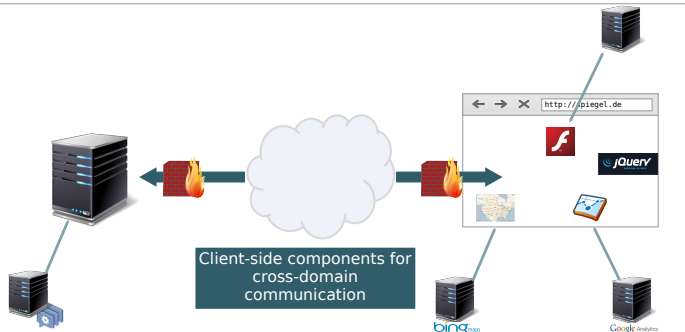 http://spiegel.de
jQuery
Client-side components for
cross-domain
communication
bing maps
Google Analytics